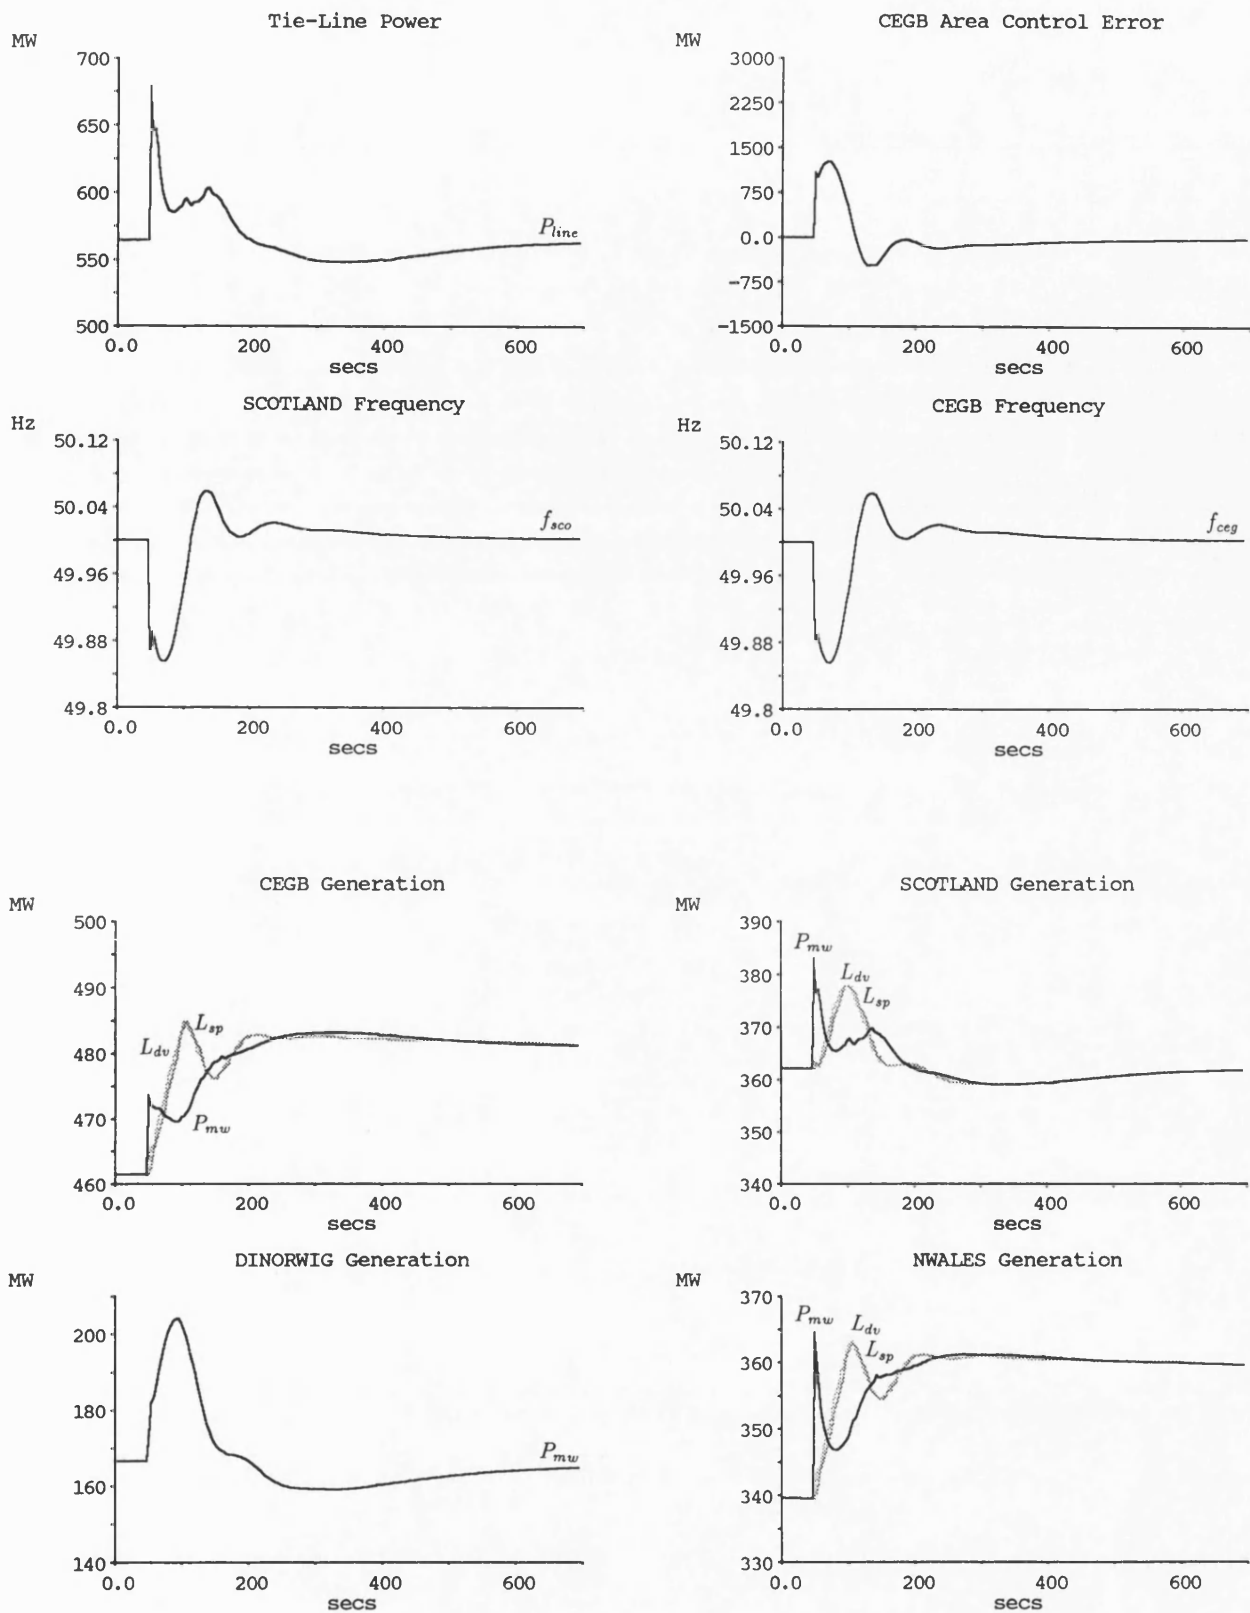 Tie-Line Power
MW
700
650
600
550
500
P_line
0.0 200 400 600
secs
CEGB Area Control Error
MW
3000
2250
1500
750
0.0
-750
-1500
0.0 200 400 600
secs
SCOTLAND Frequency
Hz
50.12
50.04
49.96
49.88
49.8
f_sco
0.0 200 400 600
secs
CEGB Frequency
Hz
50.12
50.04
49.96
49.88
49.8
f_ceg
0.0 200 400 600
secs
CEGB Generation
MW
500
490
480
470
460
L_sp
L_dv
P_mw
0.0 200 400 600
secs
SCOTLAND Generation
MW
390
380
370
360
350
340
P_mw
L_dv
L_sp
0.0 200 400 600
secs
DINORWIG Generation
MW
200
180
160
140
P_mw
0.0 200 400 600
secs
NWALES Generation
MW
370
360
350
340
330
P_mw
L_dv
L_sp
0.0 200 400 600
secs